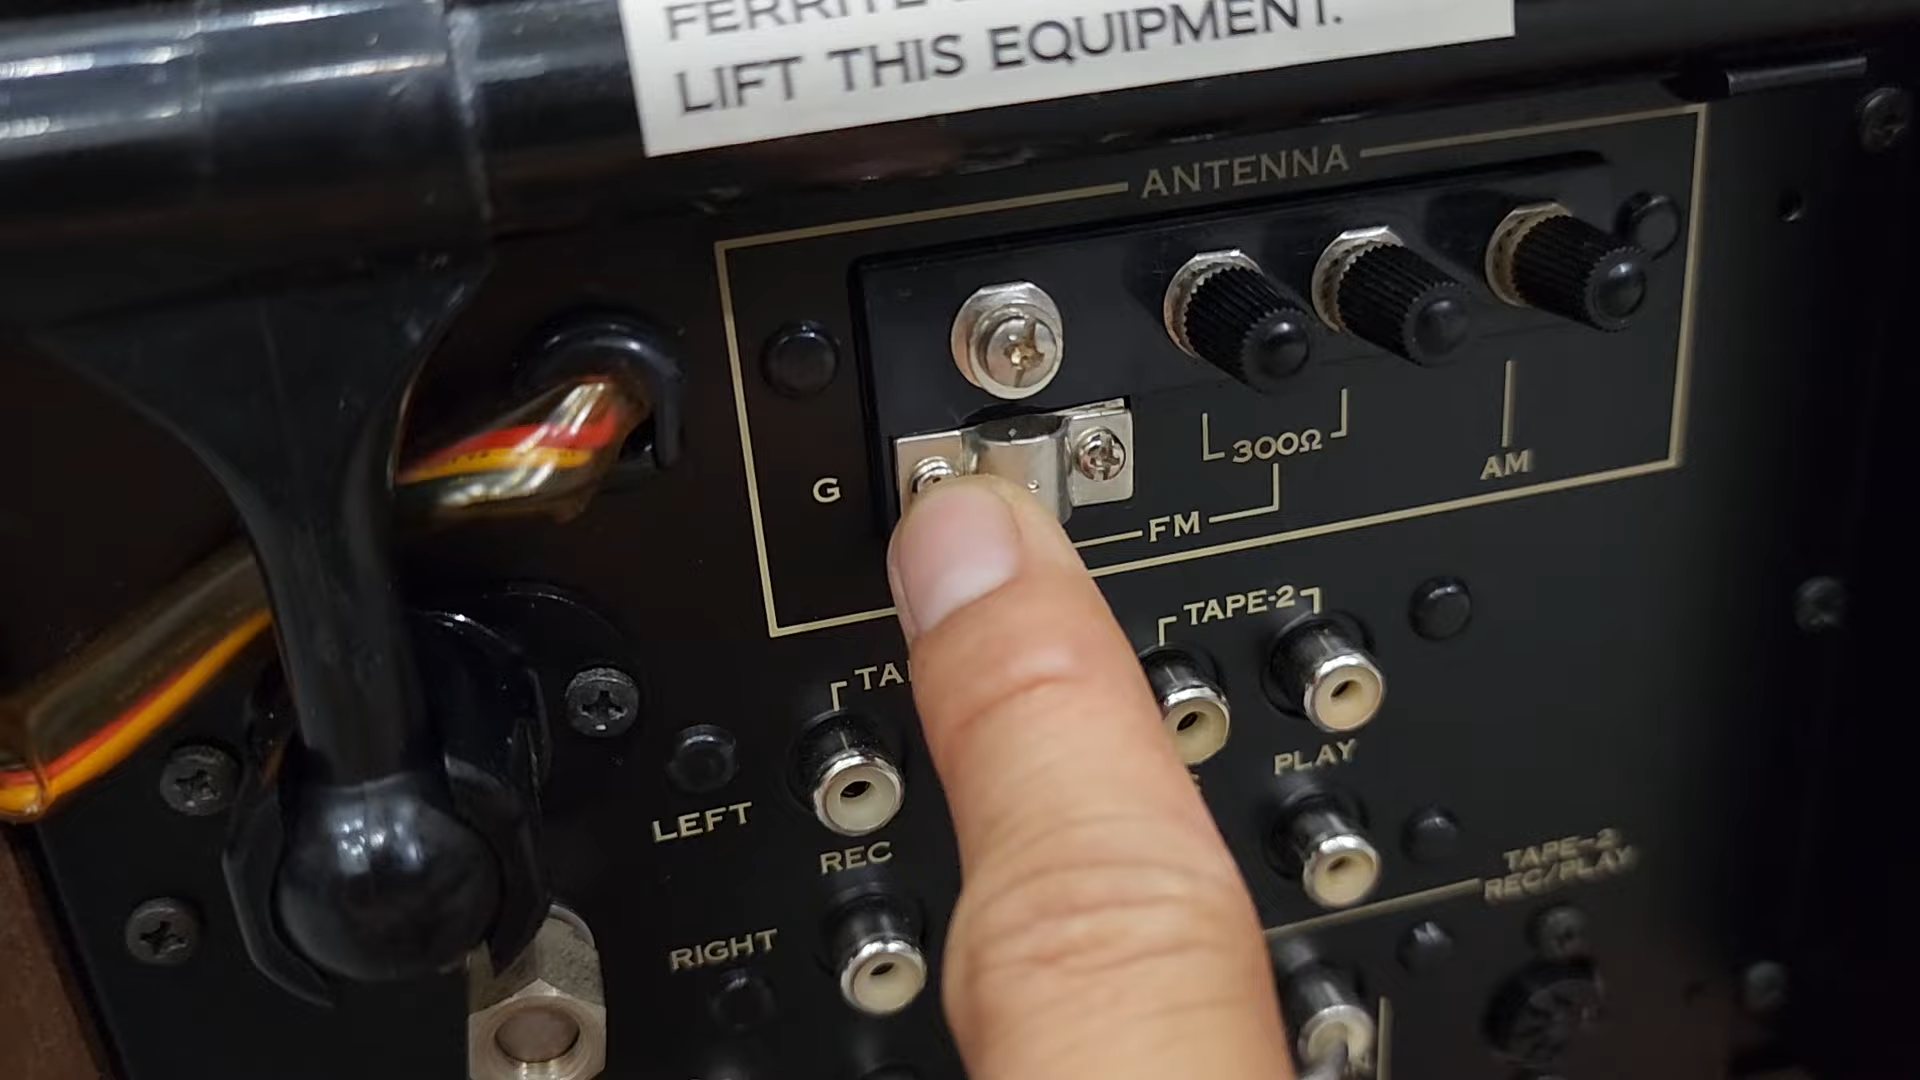 LIFT THIS EQUIPMENT.
ANTENNA
300Ω
AM
G
FM
TAPE-2
PLAY
LEFT
REC
TAPE-2
REC/PLAY
RIGHT